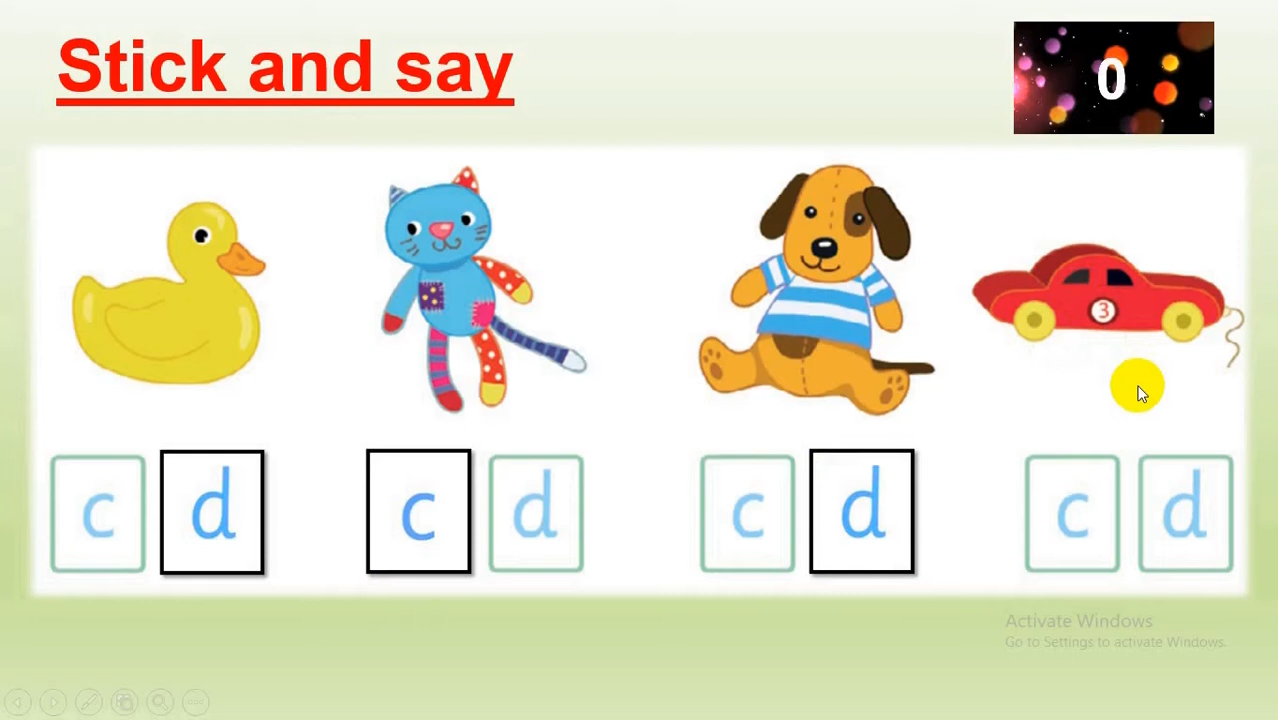 Stick and say
0
3
c d c d c d c d
Activate Windows
Go to Settings to activate Windows.